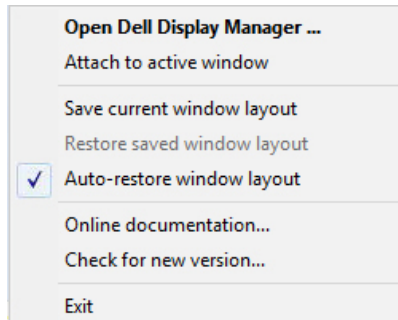 Open Dell Display Manager ...
Attach to active window
Save current window layout
Restore saved window layout
Auto-restore window layout
Online documentation...
Check for new version...
Exit